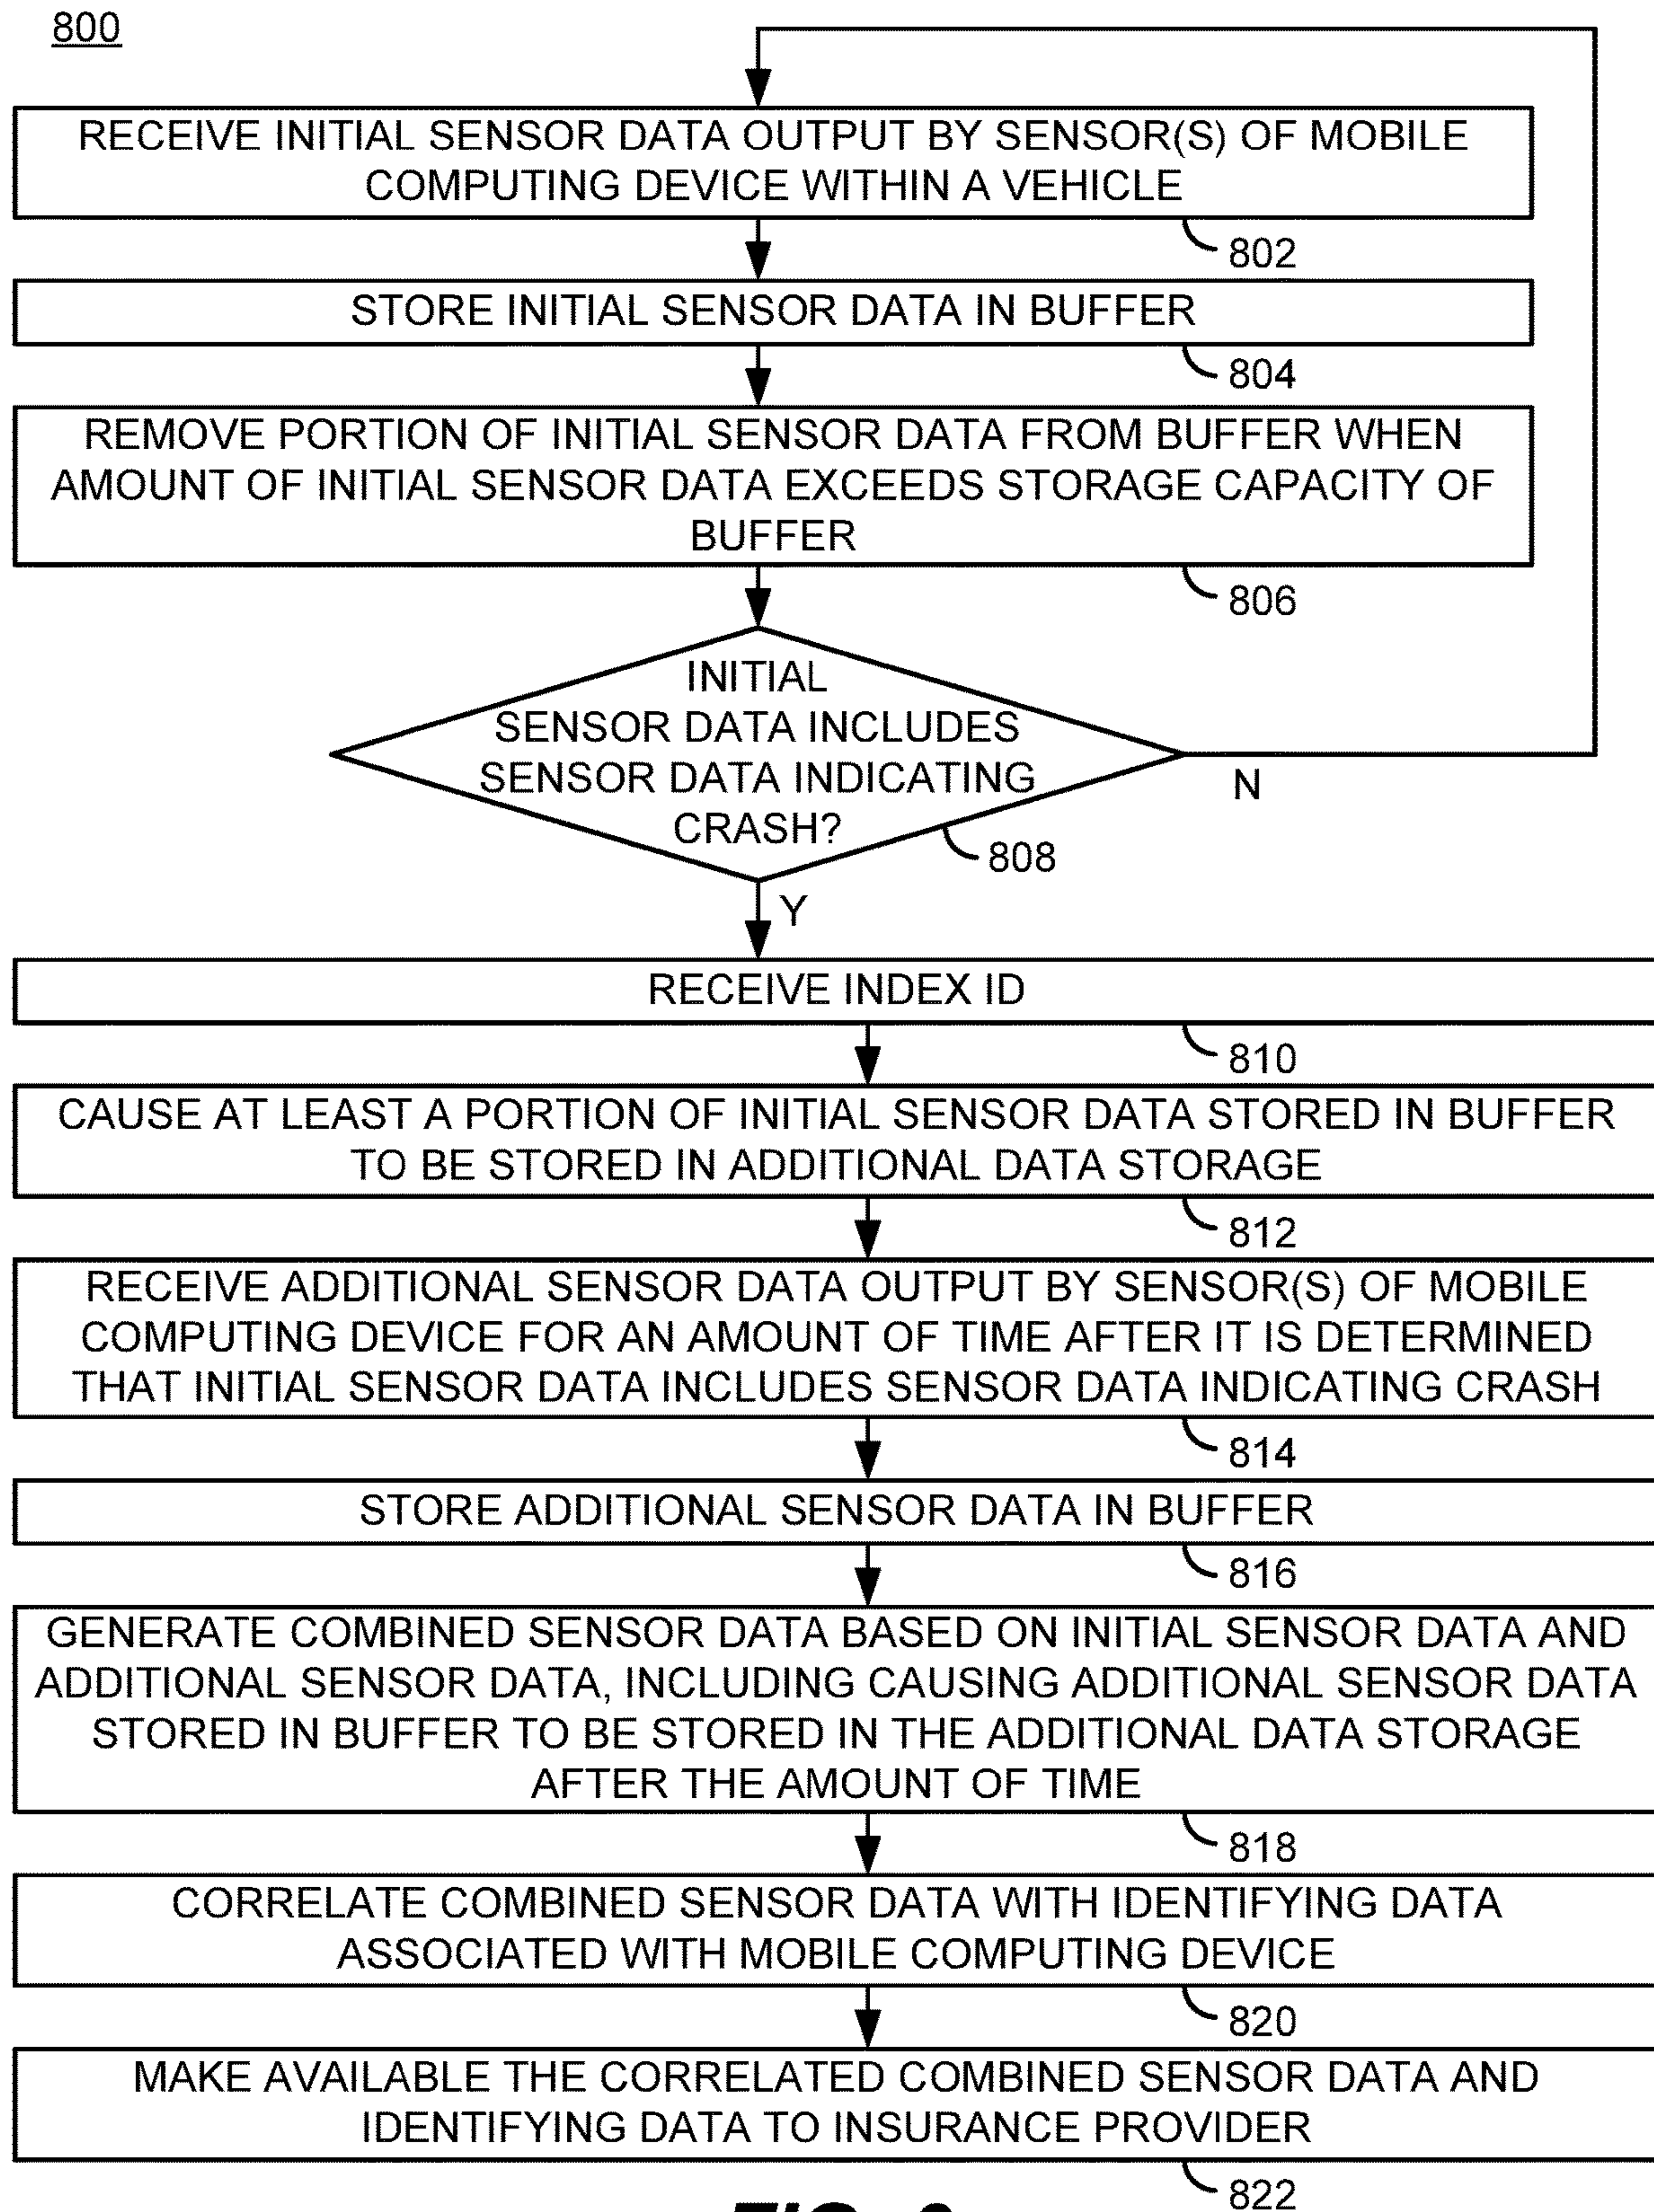 800
RECEIVE INITIAL SENSOR DATA OUTPUT BY SENSOR(S) OF MOBILE
COMPUTING DEVICE WITHIN A VEHICLE
802
STORE INITIAL SENSOR DATA IN BUFFER
804
REMOVE PORTION OF INITIAL SENSOR DATA FROM BUFFER WHEN
AMOUNT OF INITIAL SENSOR DATA EXCEEDS STORAGE CAPACITY OF
BUFFER
806
INITIAL
SENSOR DATA INCLUDES
SENSOR DATA INDICATING
CRASH?
N
808
Y
RECEIVE INDEX ID
810
CAUSE AT LEAST A PORTION OF INITIAL SENSOR DATA STORED IN BUFFER
TO BE STORED IN ADDITIONAL DATA STORAGE
812
RECEIVE ADDITIONAL SENSOR DATA OUTPUT BY SENSOR(S) OF MOBILE
COMPUTING DEVICE FOR AN AMOUNT OF TIME AFTER IT IS DETERMINED
THAT INITIAL SENSOR DATA INCLUDES SENSOR DATA INDICATING CRASH
814
STORE ADDITIONAL SENSOR DATA IN BUFFER
816
GENERATE COMBINED SENSOR DATA BASED ON INITIAL SENSOR DATA AND
ADDITIONAL SENSOR DATA, INCLUDING CAUSING ADDITIONAL SENSOR DATA
STORED IN BUFFER TO BE STORED IN THE ADDITIONAL DATA STORAGE
AFTER THE AMOUNT OF TIME
818
CORRELATE COMBINED SENSOR DATA WITH IDENTIFYING DATA
ASSOCIATED WITH MOBILE COMPUTING DEVICE
820
MAKE AVAILABLE THE CORRELATED COMBINED SENSOR DATA AND
IDENTIFYING DATA TO INSURANCE PROVIDER
822